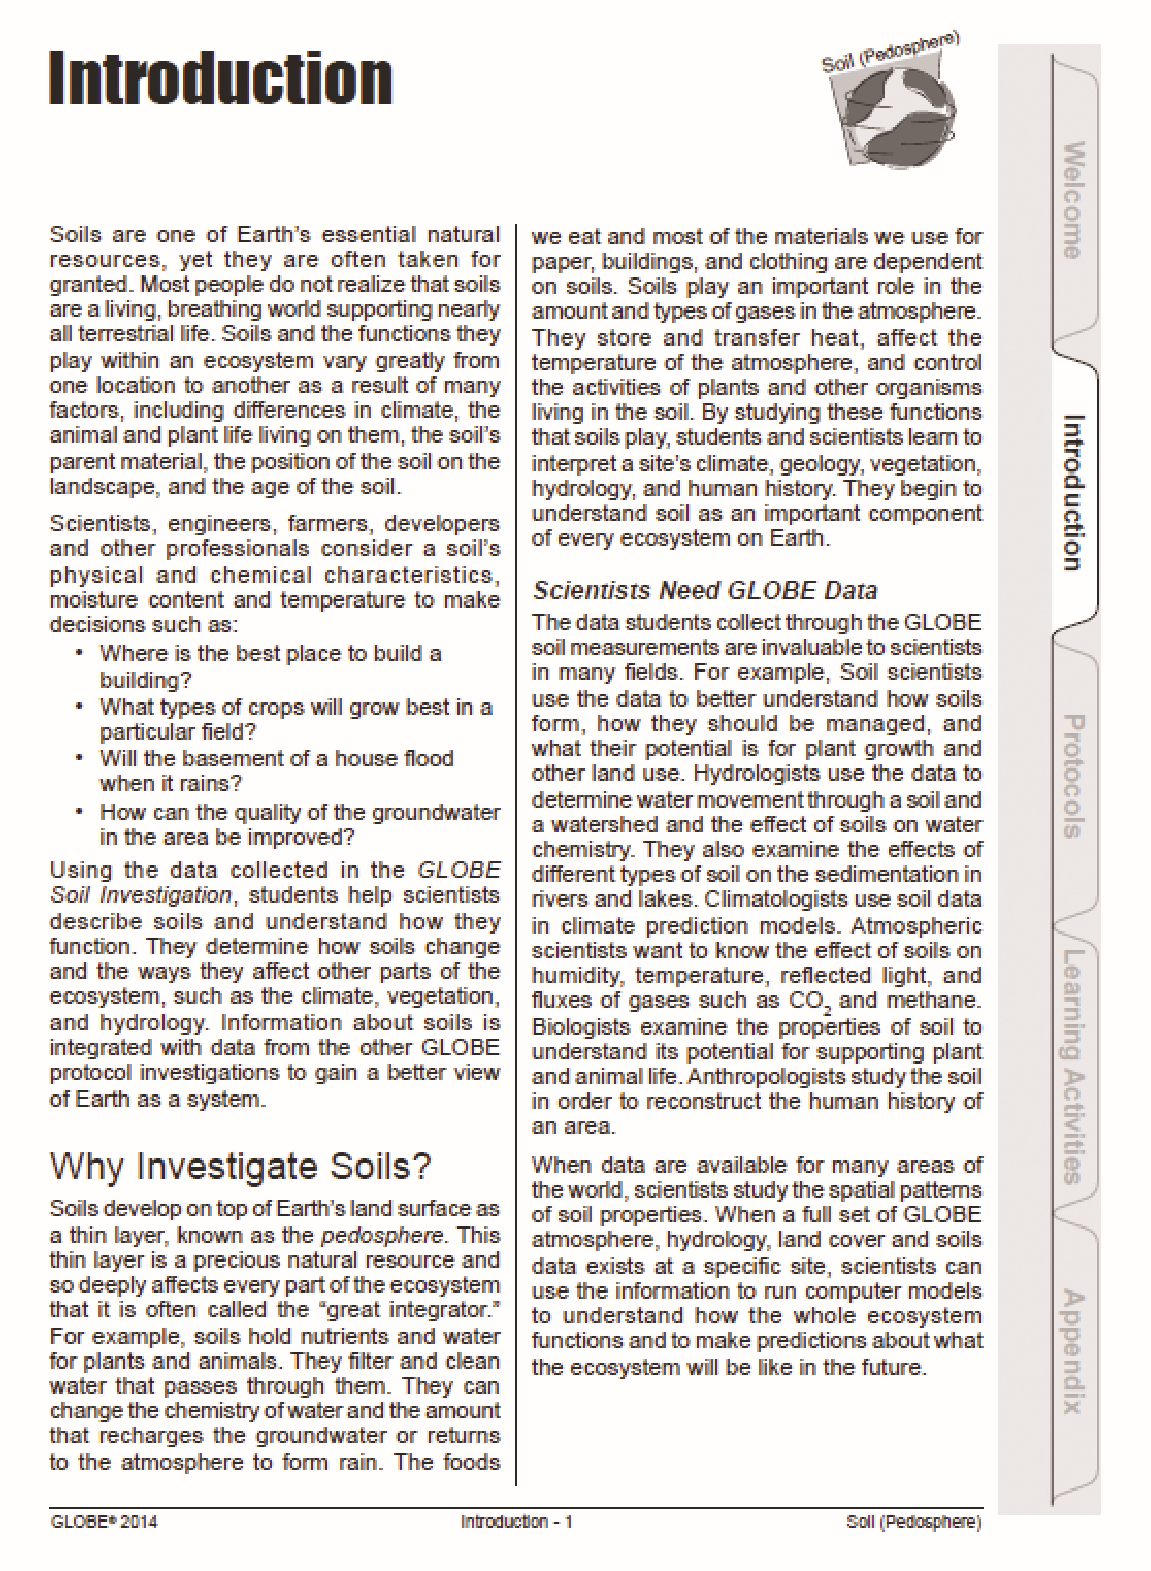 Introduction
Soil (Pedosphere)
Soils are one of Earth's essential natural
resources, yet they are often taken for
granted. Most people do not realize that soils
are a living, breathing world supporting nearly
all terrestrial life. Soils and the functions they
play within an ecosystem vary greatly from
one location to another as a result of many
factors, including differences in climate, the
animal and plant life living on them, the soil's
parent material, the position of the soil on the
landscape, and the age of the soil.
Scientists, engineers, farmers, developers
and other professionals consider a soil's
physical and chemical characteristics,
moisture content and temperature to make
decisions such as:
• Where is the best place to build a
building?
• What types of crops will grow best in a
particular field?
• Will the basement of a house flood
when it rains?
• How can the quality of the groundwater
in the area be improved?
Using the data collected in the GLOBE
Soil Investigation, students help scientists
describe soils and understand how they
function. They determine how soils change
and the ways they affect other parts of the
ecosystem, such as the climate, vegetation,
and hydrology. Information about soils is
integrated with data from the other GLOBE
protocol investigations to gain a better view
of Earth as a system.
Why Investigate Soils?
Soils develop on top of Earth's land surface as
a thin layer, known as the pedosphere. This
thin layer is a precious natural resource and
so deeply affects every part of the ecosystem
that it is often called the "great integrator."
For example, soils hold nutrients and water
for plants and animals. They filter and clean
water that passes through them. They can
change the chemistry of water and the amount
that recharges the groundwater or returns
to the atmosphere to form rain. The foods
we eat and most of the materials we use for
paper, buildings, and clothing are dependent
on soils. Soils play an important role in the
amount and types of gases in the atmosphere.
They store and transfer heat, affect the
temperature of the atmosphere, and control
the activities of plants and other organisms
living in the soil. By studying these functions
that soils play, students and scientists learn to
interpret a site's climate, geology, vegetation,
hydrology, and human history. They begin to
understand soil as an important component
of every ecosystem on Earth.
Scientists Need GLOBE Data
The data students collect through the GLOBE
soil measurements are invaluable to scientists
in many fields. For example, Soil scientists
use the data to better understand how soils
form, how they should be managed, and
what their potential is for plant growth and
other land use. Hydrologists use the data to
determine water movement through a soil and
a watershed and the effect of soils on water
chemistry. They also examine the effects of
different types of soil on the sedimentation in
rivers and lakes. Climatologists use soil data
in climate prediction models. Atmospheric
scientists want to know the effect of soils on
humidity, temperature, reflected light, and
fluxes of gases such as CO₂ and methane.
Biologists examine the properties of soil to
understand its potential for supporting plant
and animal life. Anthropologists study the soil
in order to reconstruct the human history of
an area.
When data are available for many areas of
the world, scientists study the spatial patterns
of soil properties. When a full set of GLOBE
atmosphere, hydrology, land cover and soils
data exists at a specific site, scientists can
use the information to run computer models
to understand how the whole ecosystem
functions and to make predictions about what
the ecosystem will be like in the future.
Welcome
Introduction
Protocols
Learning Activities
Appendix
GLOBE® 2014
Introduction - 1
Soil (Pedosphere)